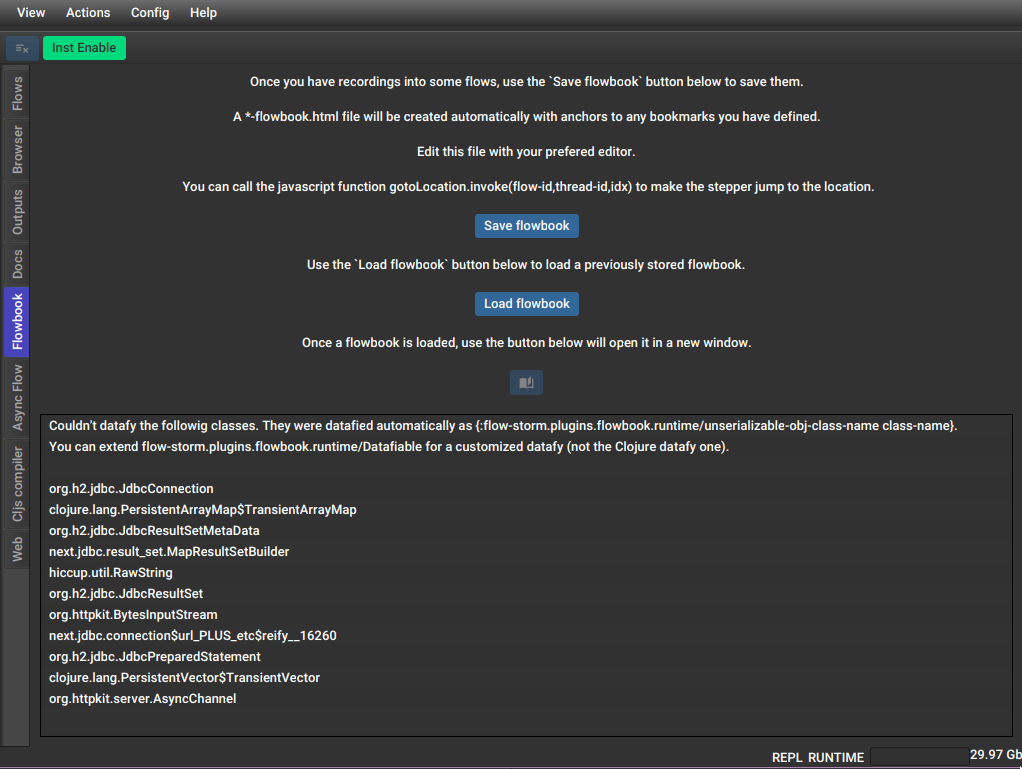 View Actions Config Help
Inst Enable
Flows
Browser
Outputs
Docs
Flowbook
Async Flow
Cljs compiler
Web
Once you have recordings into some flows, use the `Save flowbook` button below to save them.
A *-flowbook.html file will be created automatically with anchors to any bookmarks you have defined.
Edit this file with your prefered editor.
You can call the javascript function gotoLocation.invoke(flow-id,thread-id,idx) to make the stepper jump to the location.
Save flowbook
Use the `Load flowbook` button below to load a previously stored flowbook.
Load flowbook
Once a flowbook is loaded, use the button below will open it in a new window.
Couldn't datafy the followig classes. They were datafied automatically as {:flow-storm.plugins.flowbook.runtime/unserializable-obj-class-name class-name}.
You can extend flow-storm.plugins.flowbook.runtime/Datafiable for a customized datafy (not the Clojure datafy one).
org.h2.jdbc.JdbcConnection
clojure.lang.PersistentArrayMap$TransientArrayMap
org.h2.jdbc.JdbcResultSetMetaData
next.jdbc.result_set.MapResultSetBuilder
hiccup.util.RawString
org.h2.jdbc.JdbcResultSet
org.httpkit.BytesInputStream
next.jdbc.connection$url_PLUS_etc$reify__16260
org.h2.jdbc.JdbcPreparedStatement
clojure.lang.PersistentVector$TransientVector
org.httpkit.server.AsyncChannel
REPL RUNTIME 29.97 Gb